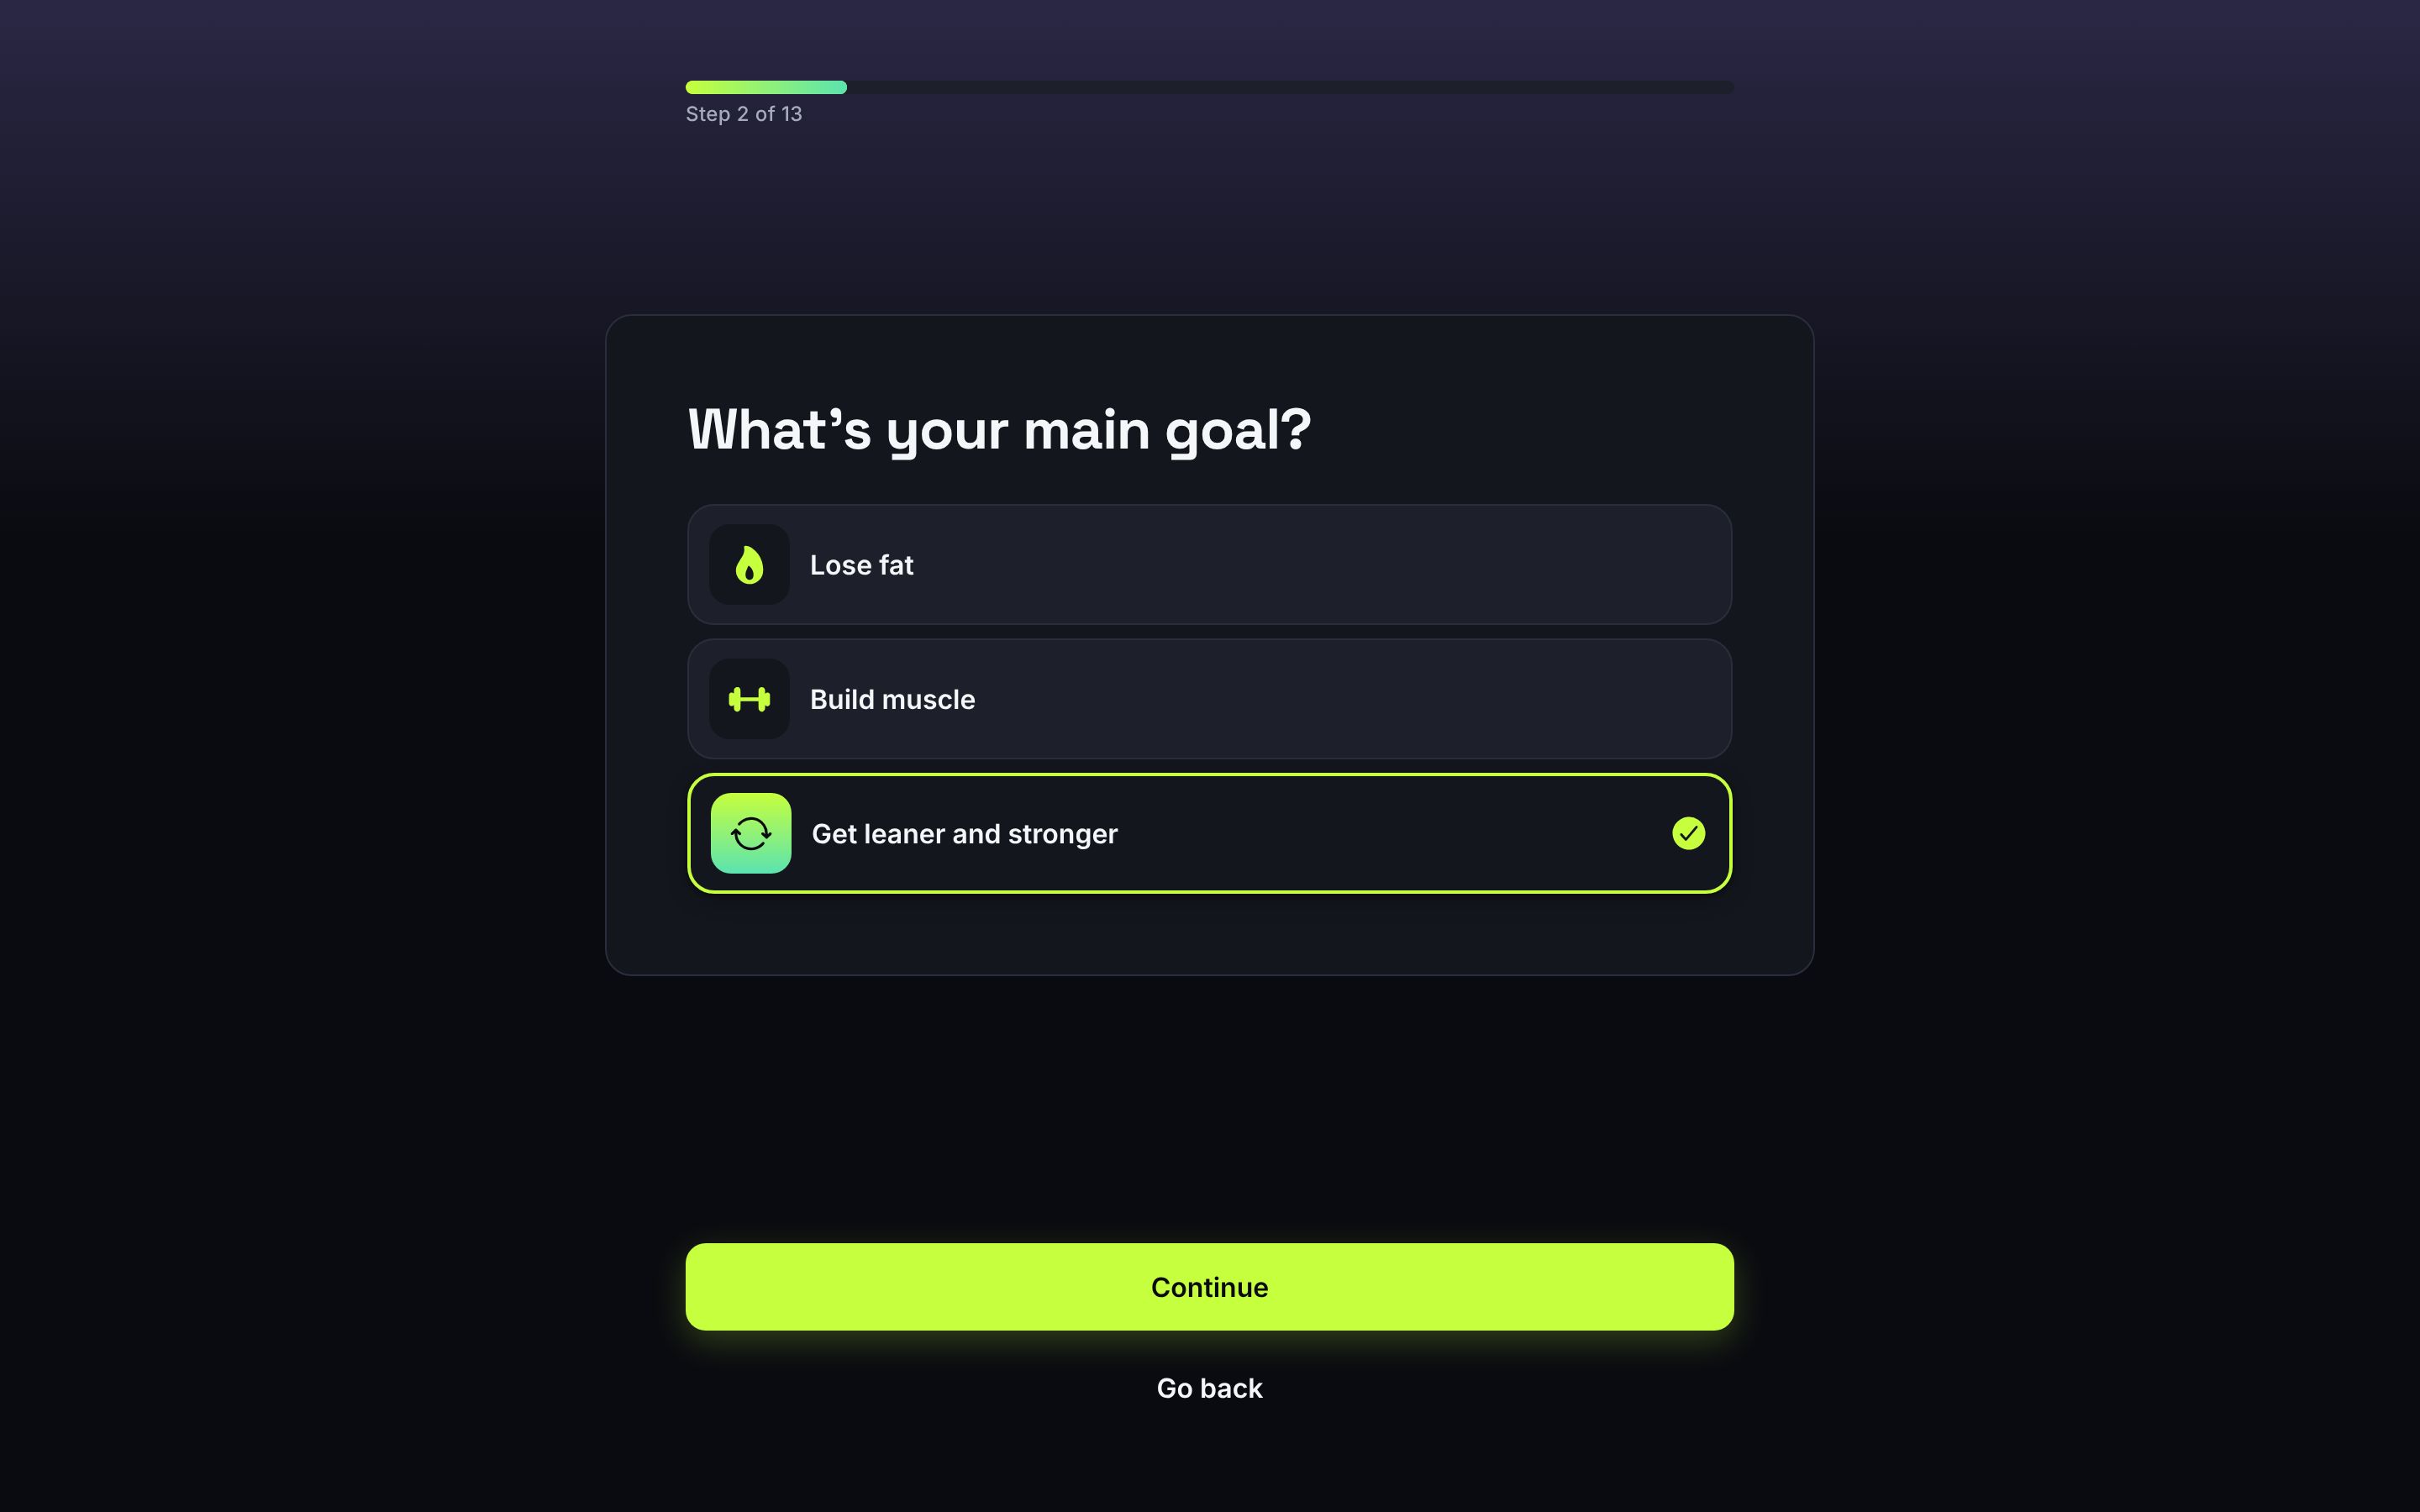 Step 2 of 13
What’s your main goal?
Lose fat
Build muscle
Get leaner and stronger
Continue
Go back